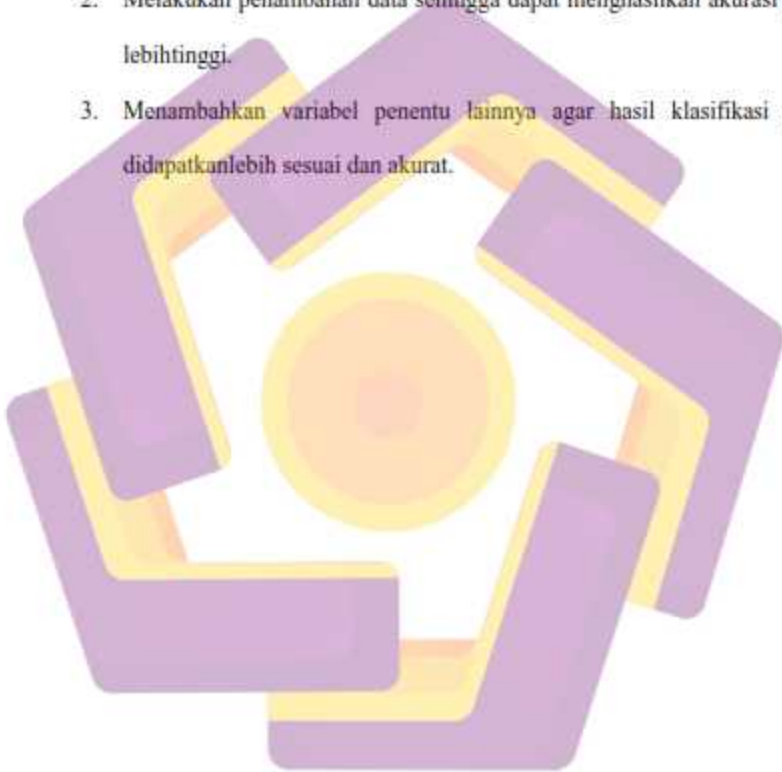 2. Melakukan penambahan data sehingga dapat menghasilkan akurasi
lebihtinggi.
3. Menambahkan variabel penentu lainnya agar hasil klasifikasi
didapatkanlebih sesuai dan akurat.